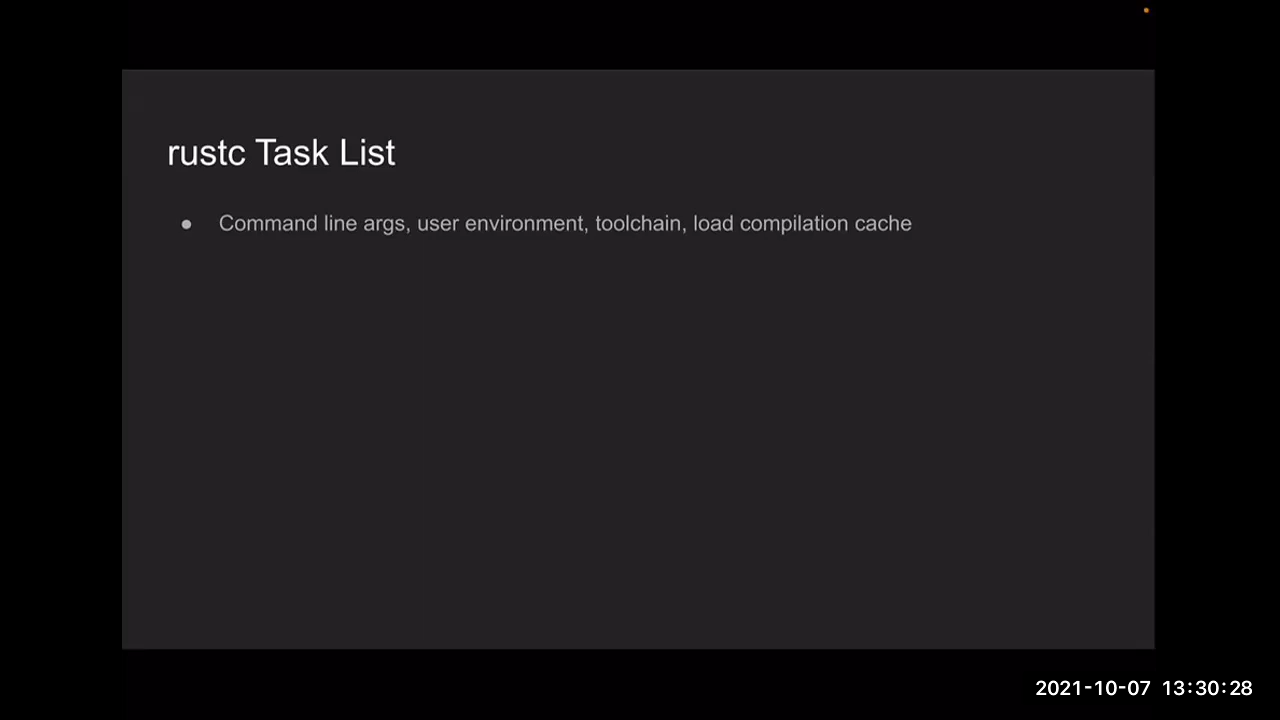 rustc Task List
● Command line args, user environment, toolchain, load compilation cache
2021-10-07 13:30:28